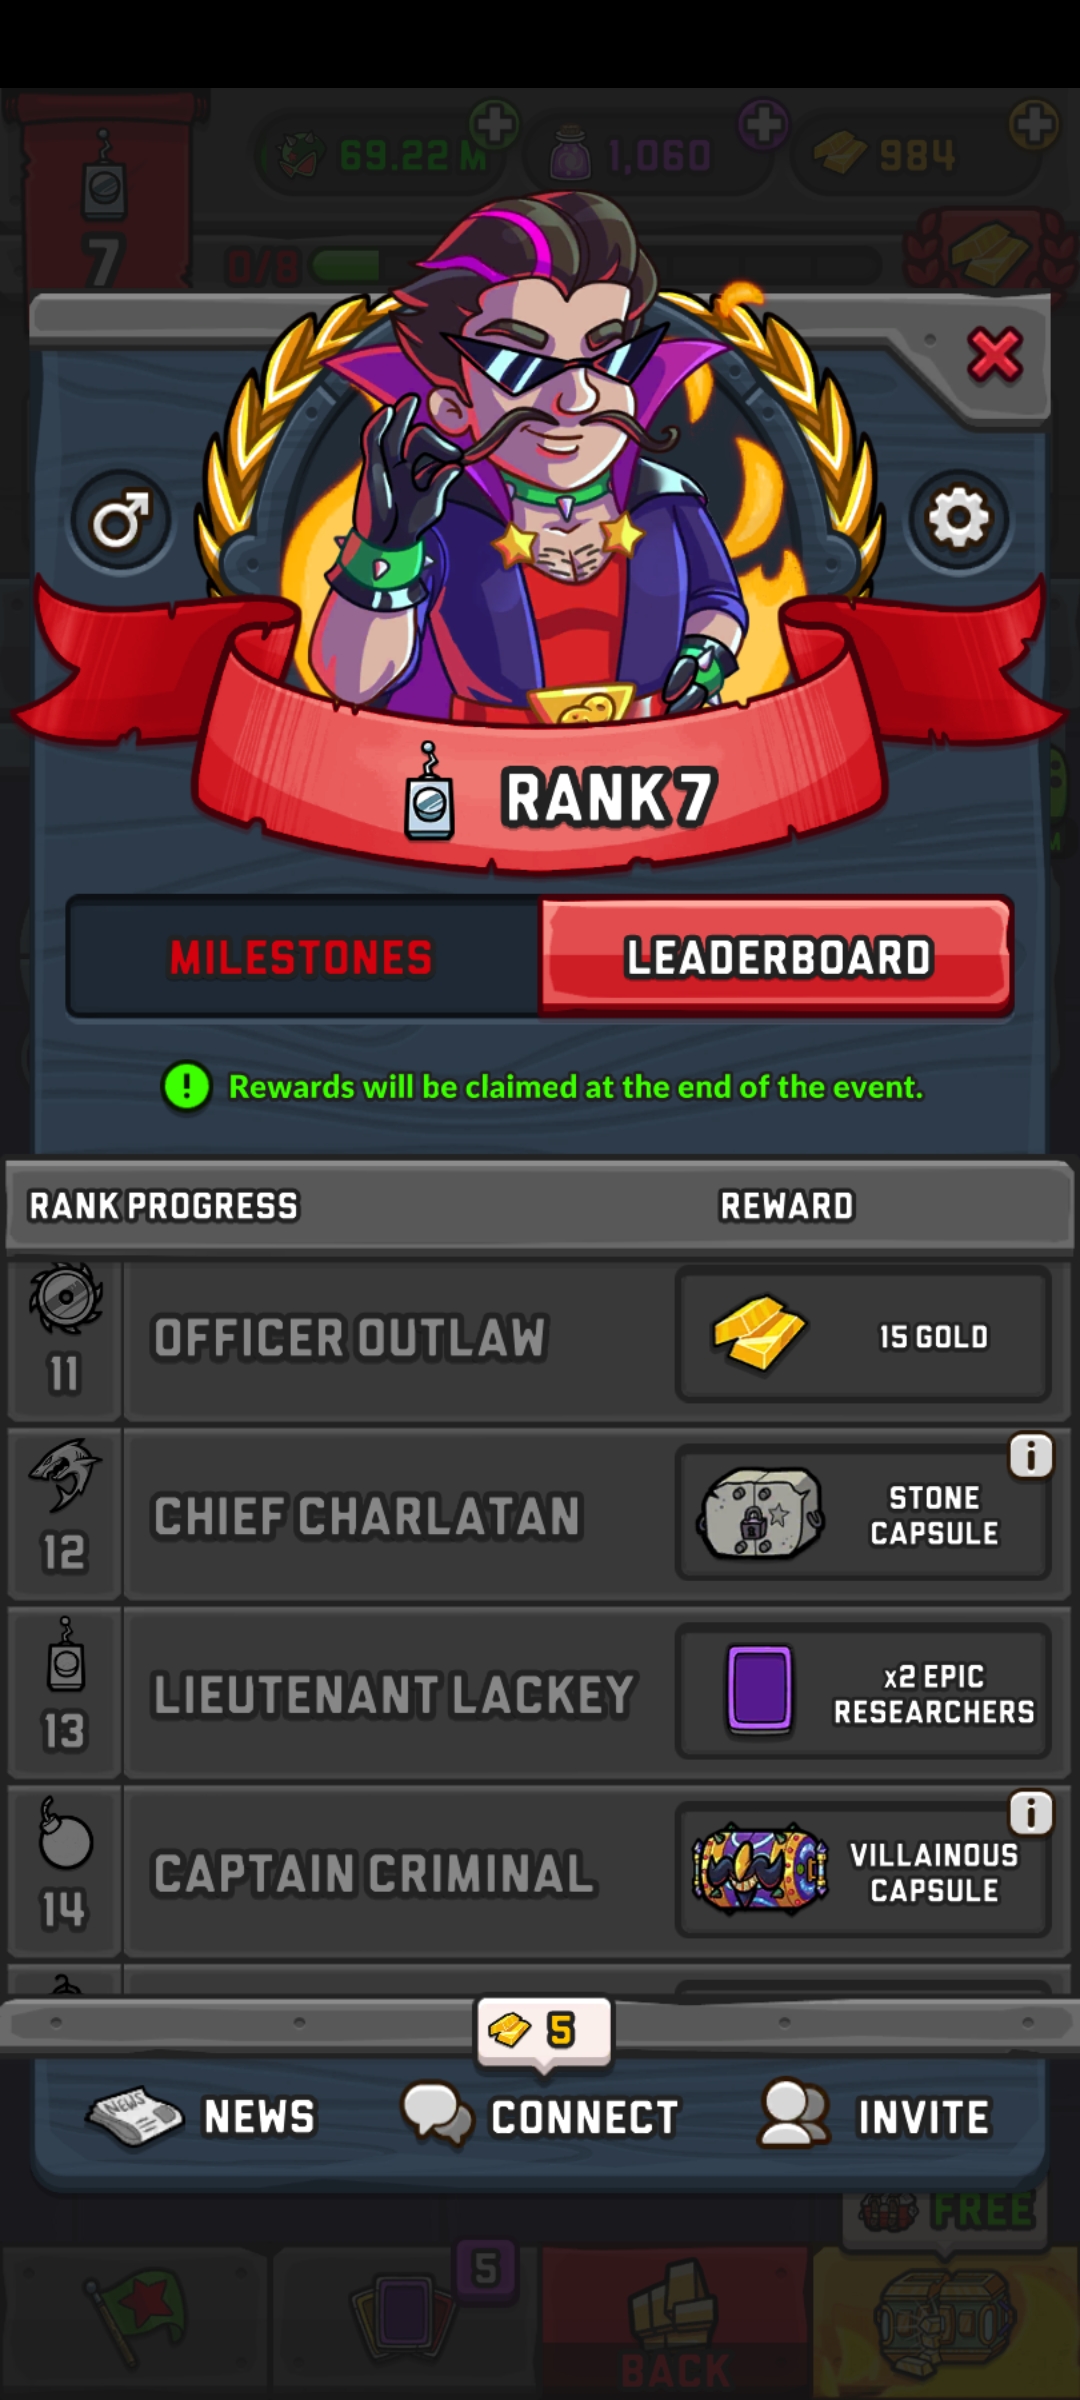 69.22 M
1,060
984
7
0/8
RANK 7
MILESTONES
LEADERBOARD
! Rewards will be claimed at the end of the event.
RANK PROGRESS
REWARD
11
OFFICER OUTLAW
15 GOLD
12
CHIEF CHARLATAN
i
STONE
CAPSULE
13
LIEUTENANT LACKEY
x2 EPIC
RESEARCHERS
14
CAPTAIN CRIMINAL
i
VILLAINOUS
CAPSULE
5
NEWS
NEWS
CONNECT
INVITE
FREE
5
BACK